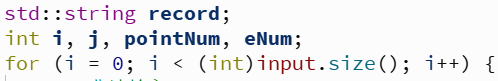 std::string record;
int i, j, pointNum, eNum;
for (i = 0; i < (int)input.size(); i++) {